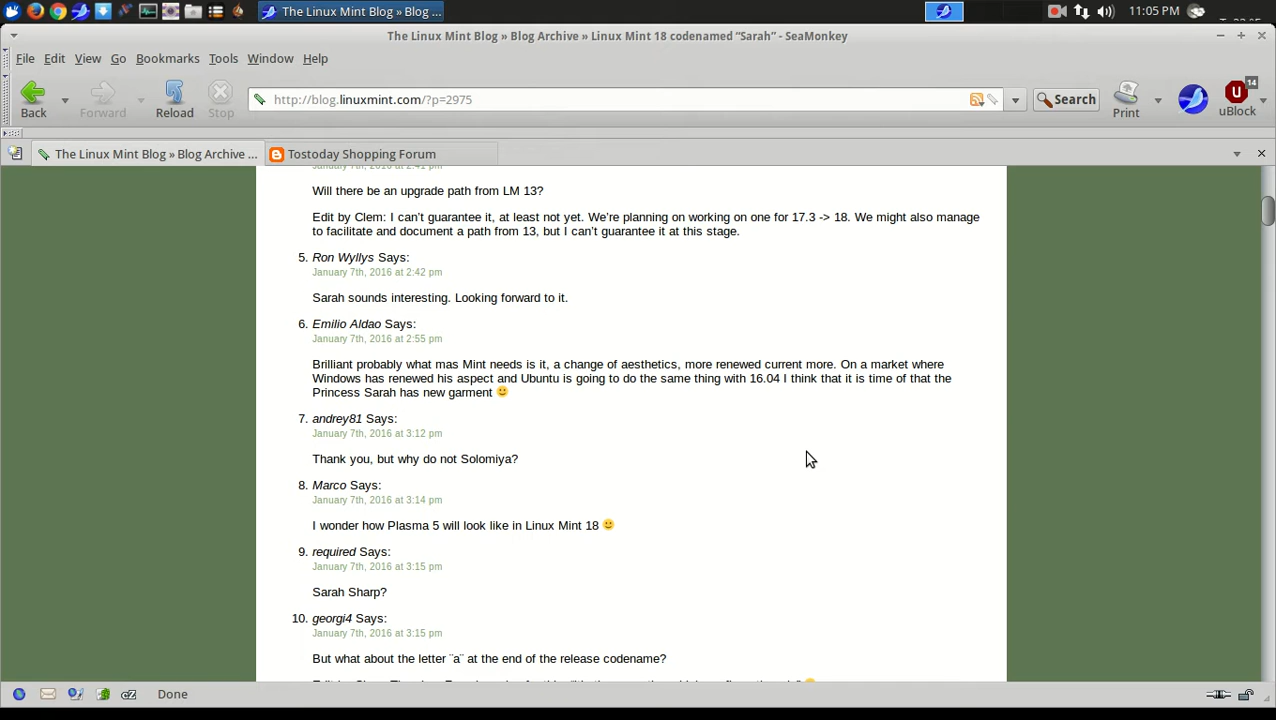 The Linux Mint Blog » Blog ...
11:05 PM
The Linux Mint Blog » Blog Archive » Linux Mint 18 codenamed “Sarah” - SeaMonkey
File Edit View Go Bookmarks Tools Window Help
Back Forward Reload Stop
http://blog.linuxmint.com/?p=2975
Search Print uBlock 14
The Linux Mint Blog » Blog Archive ...
Tostoday Shopping Forum
January 7th, 2016 at 2:41 pm
Will there be an upgrade path from LM 13?
Edit by Clem: I can’t guarantee it, at least not yet. We’re planning on working on one for 17.3 -> 18. We might also manage
to facilitate and document a path from 13, but I can’t guarantee it at this stage.
5. Ron Wyllys Says:
January 7th, 2016 at 2:42 pm
Sarah sounds interesting. Looking forward to it.
6. Emilio Aldao Says:
January 7th, 2016 at 2:55 pm
Brilliant probably what mas Mint needs is it, a change of aesthetics, more renewed current more. On a market where
Windows has renewed his aspect and Ubuntu is going to do the same thing with 16.04 I think that it is time of that the
Princess Sarah has new garment
7. andrey81 Says:
January 7th, 2016 at 3:12 pm
Thank you, but why do not Solomiya?
8. Marco Says:
January 7th, 2016 at 3:14 pm
I wonder how Plasma 5 will look like in Linux Mint 18
9. required Says:
January 7th, 2016 at 3:15 pm
Sarah Sharp?
10. georgi4 Says:
January 7th, 2016 at 3:15 pm
But what about the letter ¨a¨ at the end of the release codename?
Done